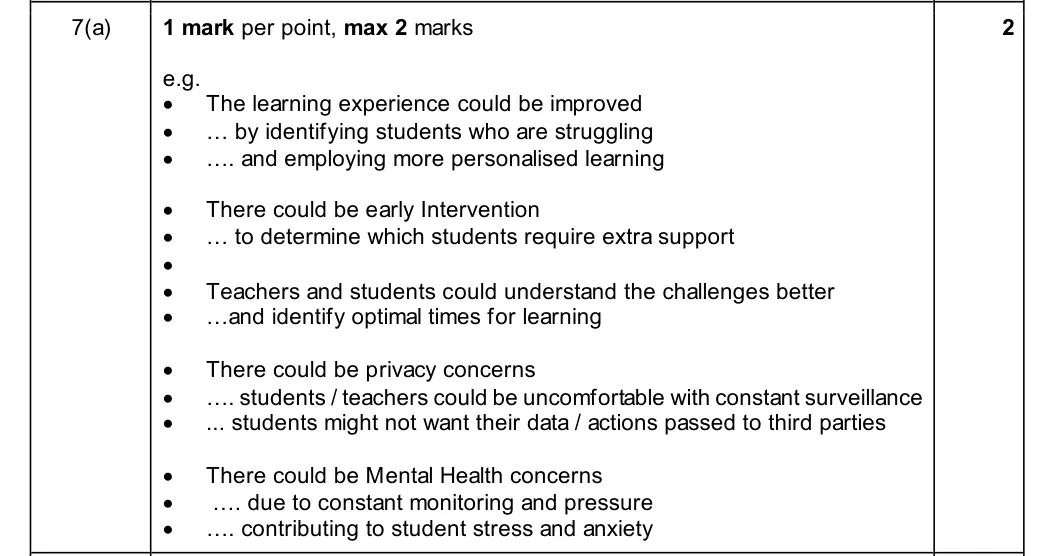 7(a) 1 mark per point, max 2 marks 2
e.g.
• The learning experience could be improved
• ... by identifying students who are struggling
• .... and employing more personalised learning
• There could be early Intervention
• ... to determine which students require extra support
•
• Teachers and students could understand the challenges better
• ...and identify optimal times for learning
• There could be privacy concerns
• .... students / teachers could be uncomfortable with constant surveillance
• ... students might not want their data / actions passed to third parties
• There could be Mental Health concerns
• .... due to constant monitoring and pressure
• .... contributing to student stress and anxiety